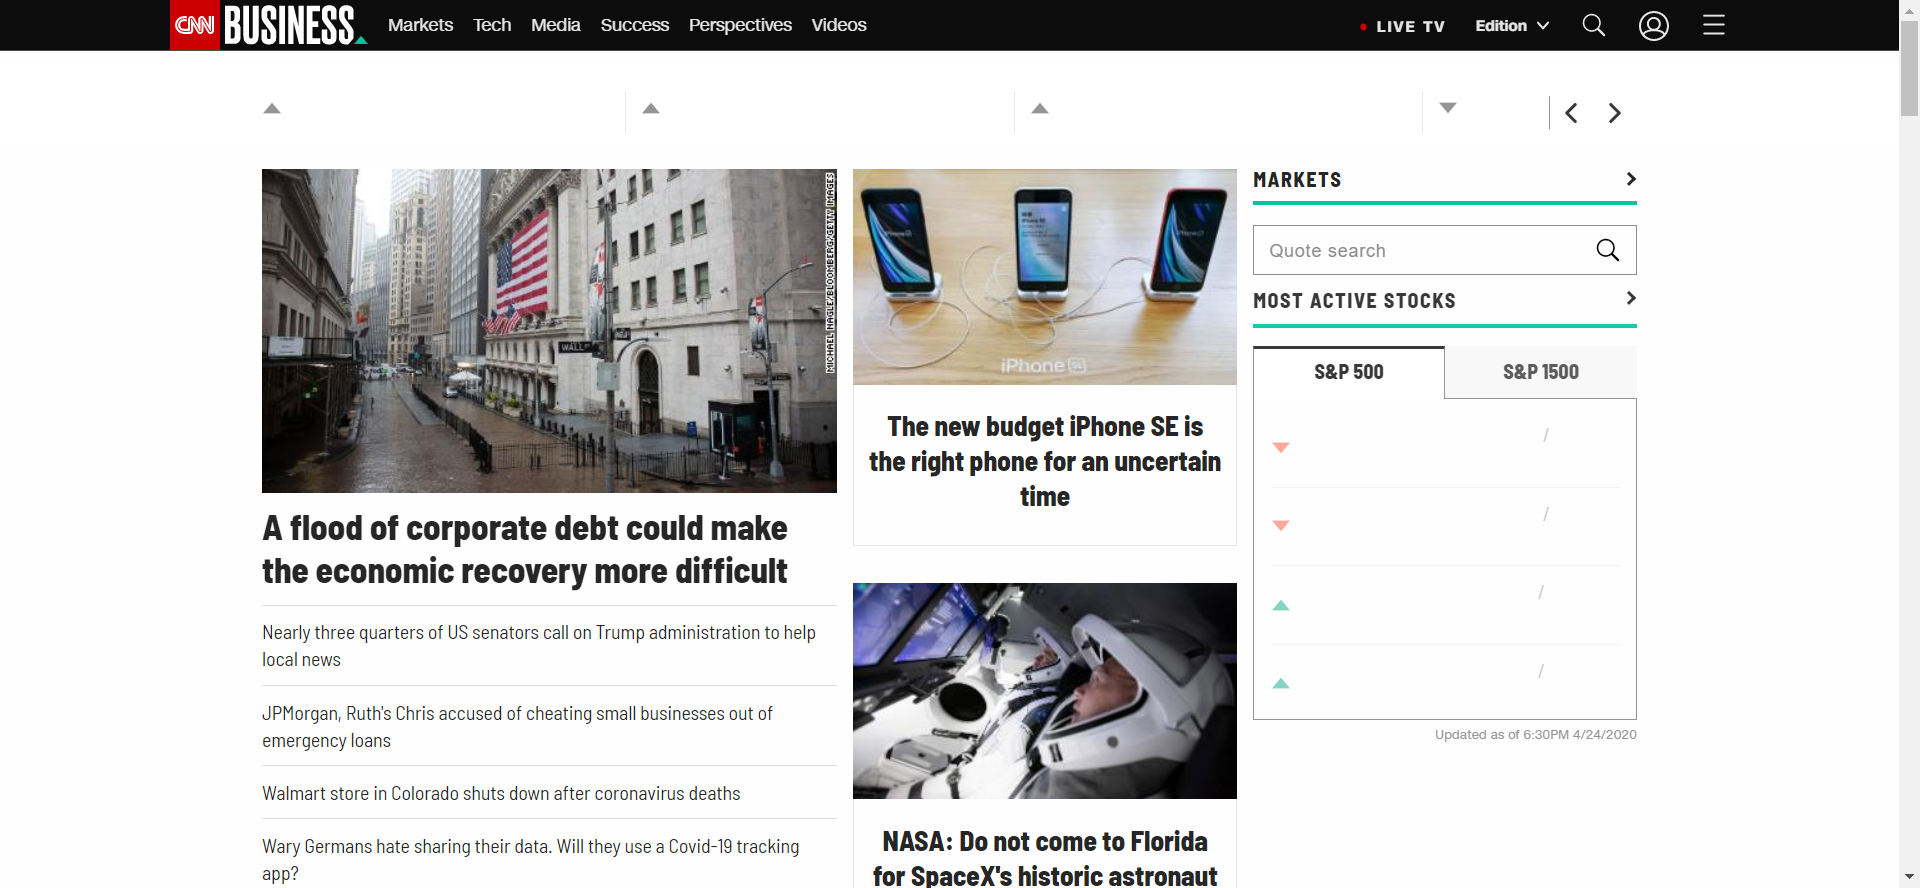 CNN BUSINESS
Markets Tech Media Success Perspectives Videos
LIVE TV Edition
MICHAEL NAGLE/BLOOMBERG/GETTY IMAGES
WALL
A flood of corporate debt could make
the economic recovery more difficult
Nearly three quarters of US senators call on Trump administration to help
local news
JPMorgan, Ruth's Chris accused of cheating small businesses out of
emergency loans
Walmart store in Colorado shuts down after coronavirus deaths
Wary Germans hate sharing their data. Will they use a Covid-19 tracking
app?
iPhone
The new budget iPhone SE is
the right phone for an uncertain
time
NASA: Do not come to Florida
for SpaceX's historic astronaut
MARKETS
Quote search
MOST ACTIVE STOCKS
S&P 500 S&P 1500
/
/
/
/
Updated as of 6:30PM 4/24/2020